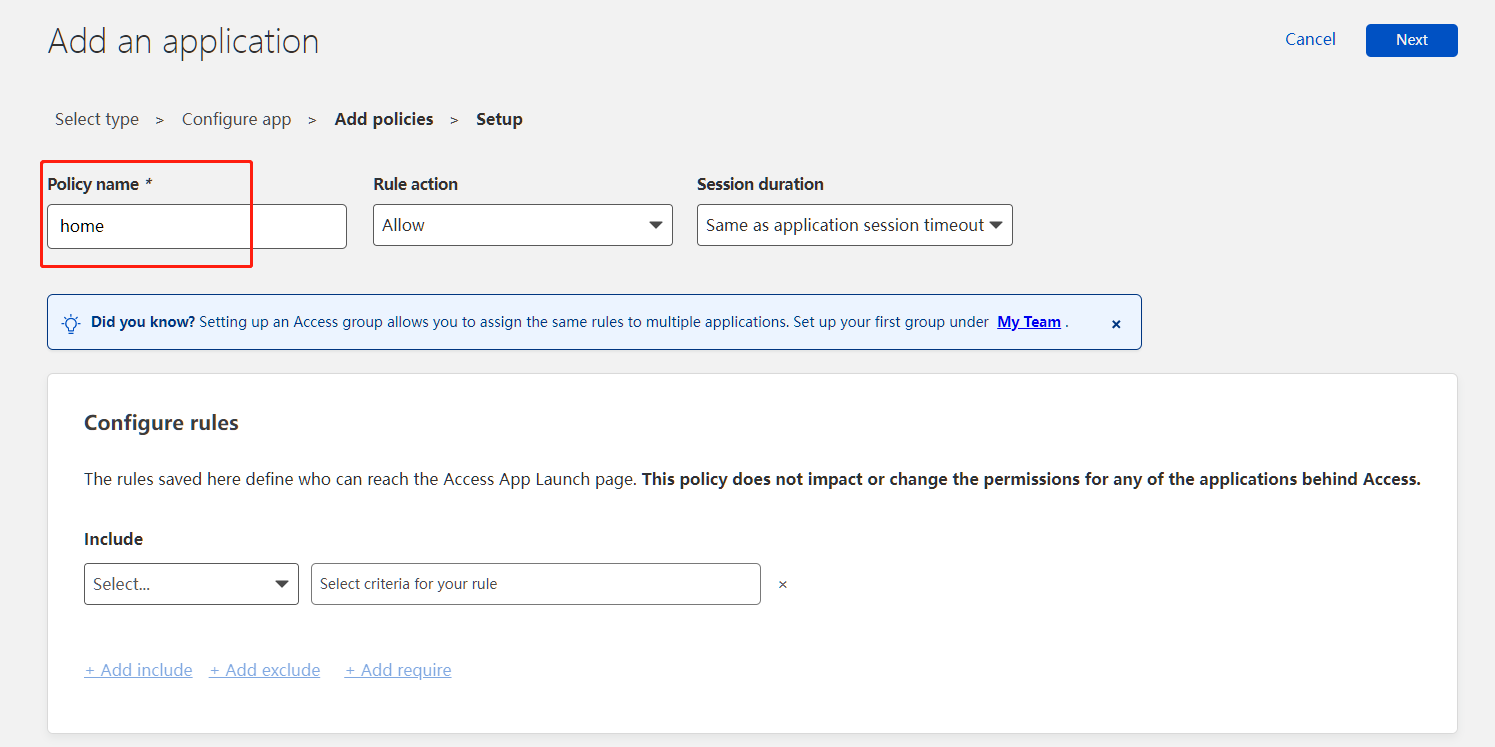 Add an application
Cancel
Next
Select type > Configure app > Add policies > Setup
Policy name *
Rule action
Session duration
home
Allow
Same as application session timeout
Did you know? Setting up an Access group allows you to assign the same rules to multiple applications. Set up your first group under My Team .
×
Configure rules
The rules saved here define who can reach the Access App Launch page. This policy does not impact or change the permissions for any of the applications behind Access.
Include
Select...
Select criteria for your rule
×
+ Add include
+ Add exclude
+ Add require